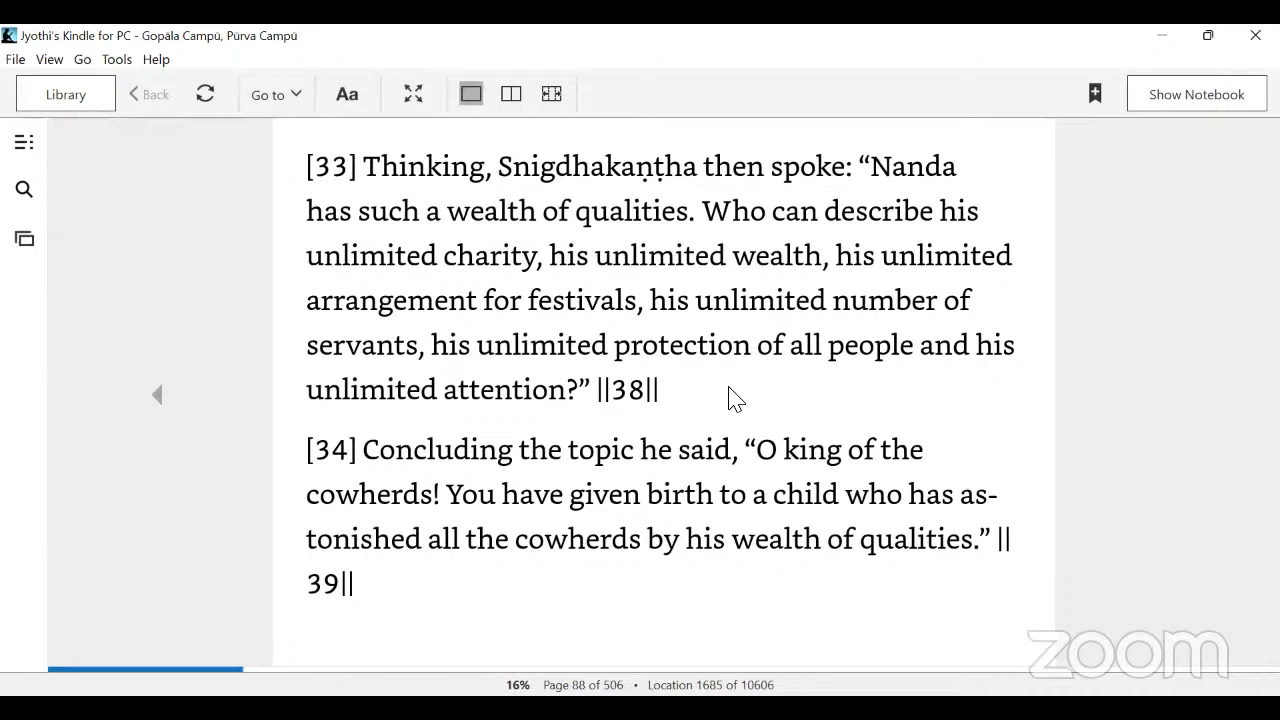 Jyothi's Kindle for PC - Gopāla Campū, Pūrva Campū
File View Go Tools Help
Library Back Go to Aa Show Notebook
[33] Thinking, Snigdhakaṇṭha then spoke: “Nanda
has such a wealth of qualities. Who can describe his
unlimited charity, his unlimited wealth, his unlimited
arrangement for festivals, his unlimited number of
servants, his unlimited protection of all people and his
unlimited attention?” ||38||
[34] Concluding the topic he said, “O king of the
cowherds! You have given birth to a child who has as-
tonished all the cowherds by his wealth of qualities.” ||
39||
zoom
16% Page 88 of 506 • Location 1685 of 10606